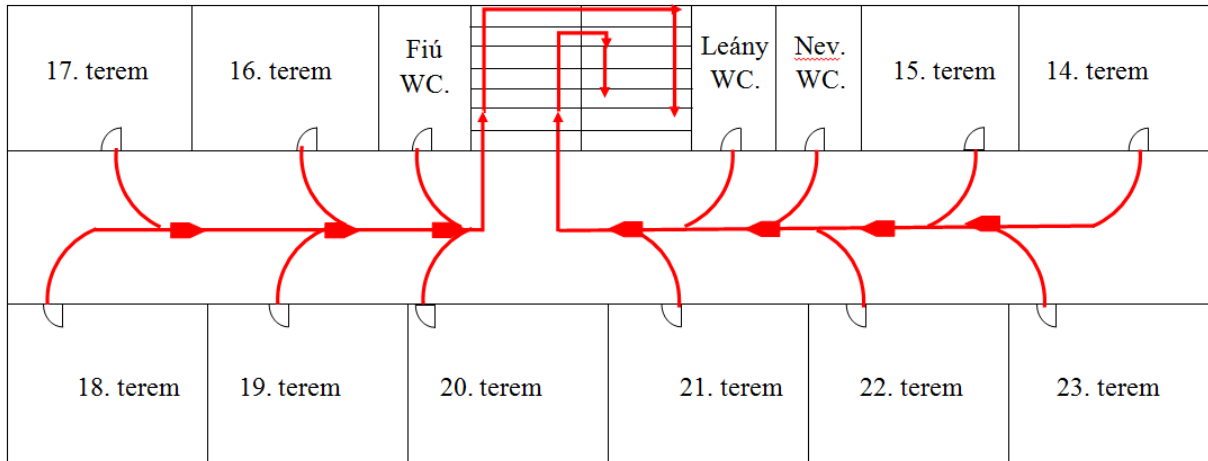 17. terem
16. terem
Fiú
WC.
Leány
WC.
Nev.
WC.
15. terem
14. terem
18. terem
19. terem
20. terem
21. terem
22. terem
23. terem